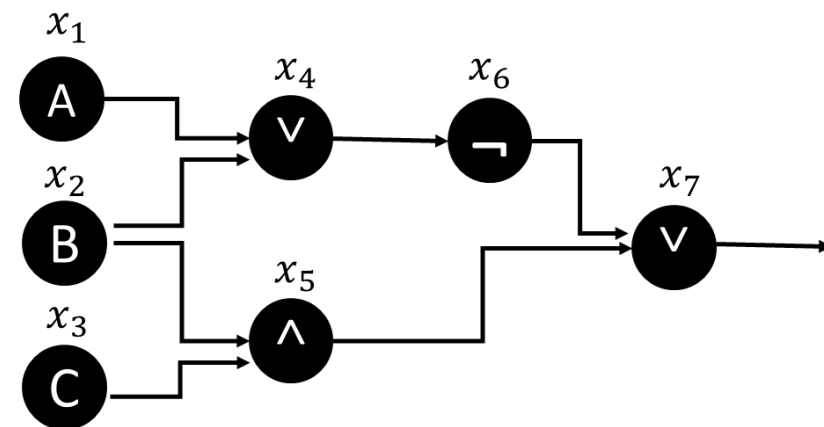 x₁
A
x₂
B
x₃
C
x₄
∨
x₅
∧
x₆
¬
x₇
∨